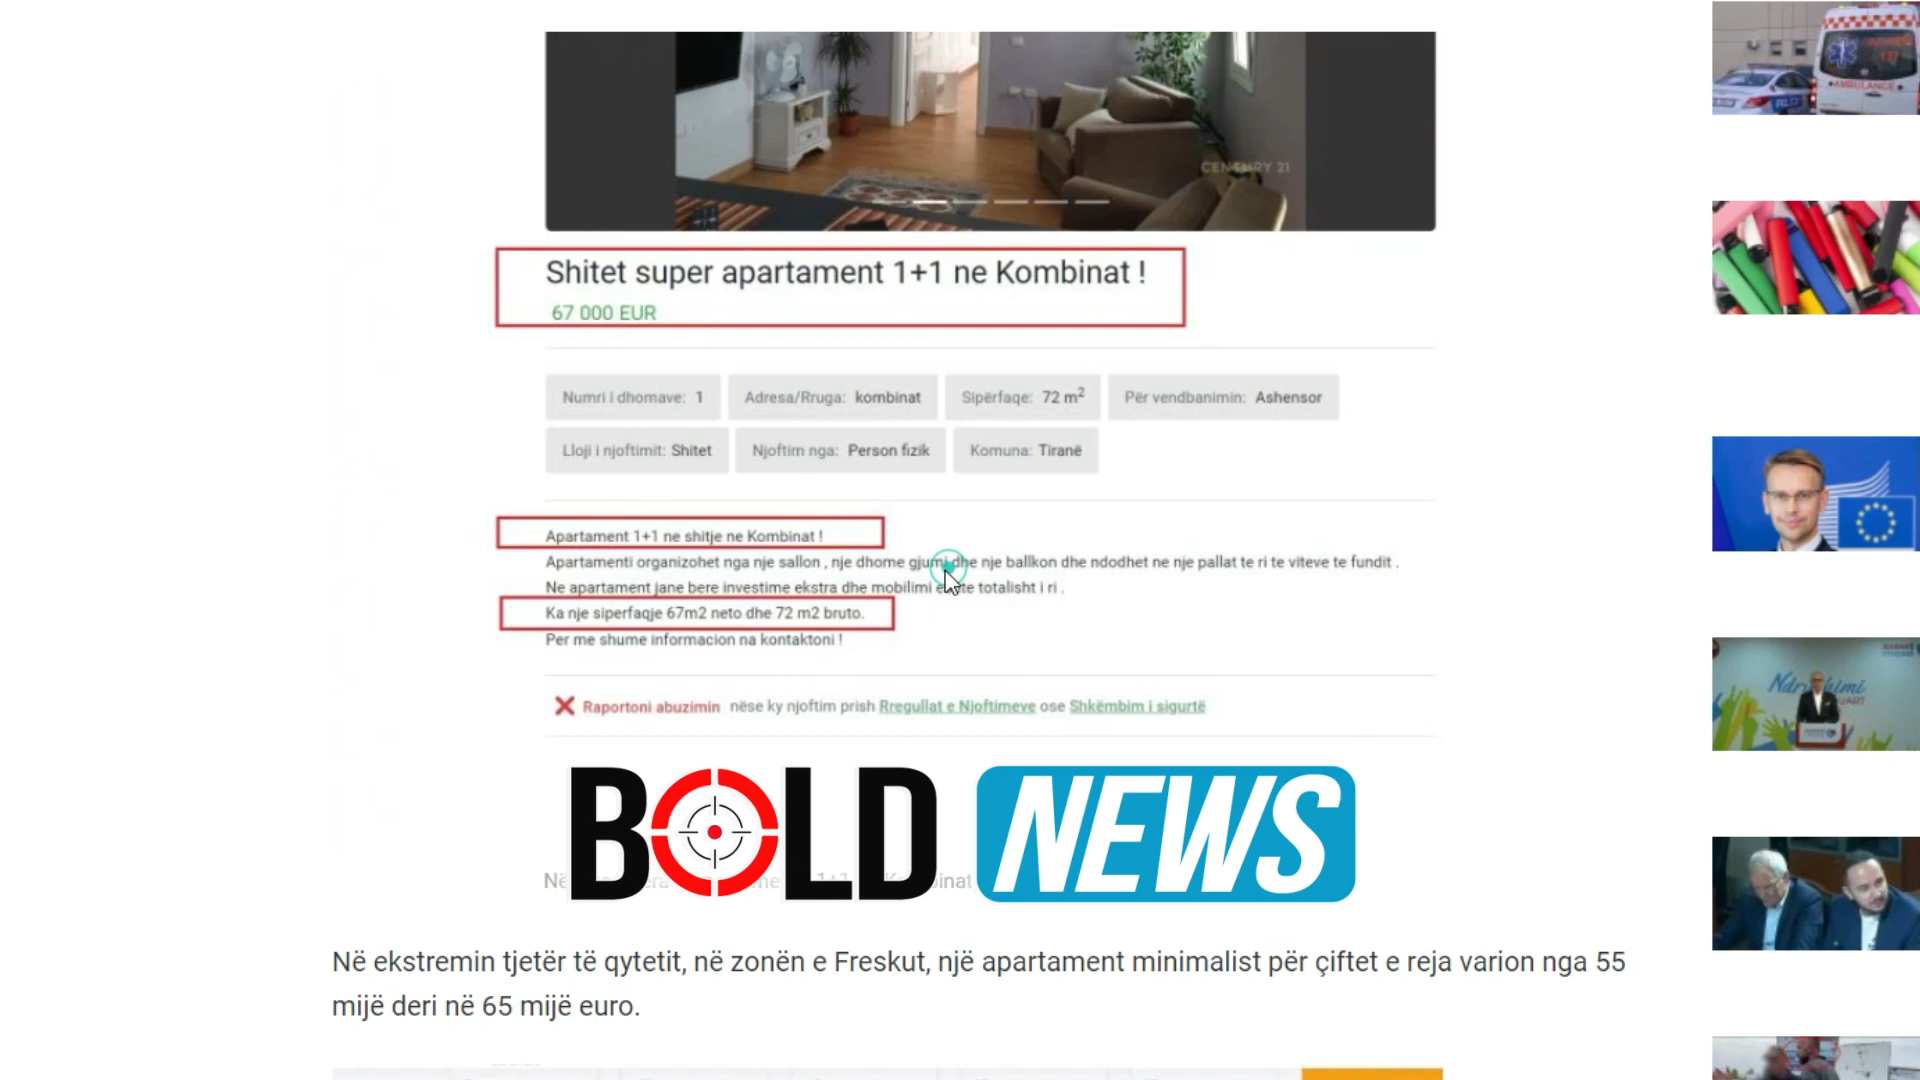 CENTURY 21
Shitet super apartament 1+1 ne Kombinat !
67 000 EUR
Numri i dhomave: 1
Adresa/Rruga: kombinat
Sipërfaqe: 72 m²
Për vendbanimin: Ashensor
Lloji i njoftimit: Shitet
Njoftim nga: Person fizik
Komuna: Tiranë
Apartament 1+1 ne shitje ne Kombinat !
Apartamenti organizohet nga nje sallon , nje dhome gjumi dhe nje ballkon dhe ndodhet ne nje pallat te ri te viteve te fundit .
Ne apartament jane bere investime ekstra dhe mobilimi totalisht i ri .
Ka nje siperfaqje 67m2 neto dhe 72 m2 bruto.
Per me shume informacion na kontaktoni !
Raportoni abuzimin nëse ky njoftim prish Rregullat e Njoftimeve ose Shkëmbim i sigurtë
BOLD NEWS
Në ekstremin tjetër të qytetit, në zonën e Freskut, një apartament minimalist për çiftet e reja varion nga 55
mijë deri në 65 mijë euro.
AMBULANCE